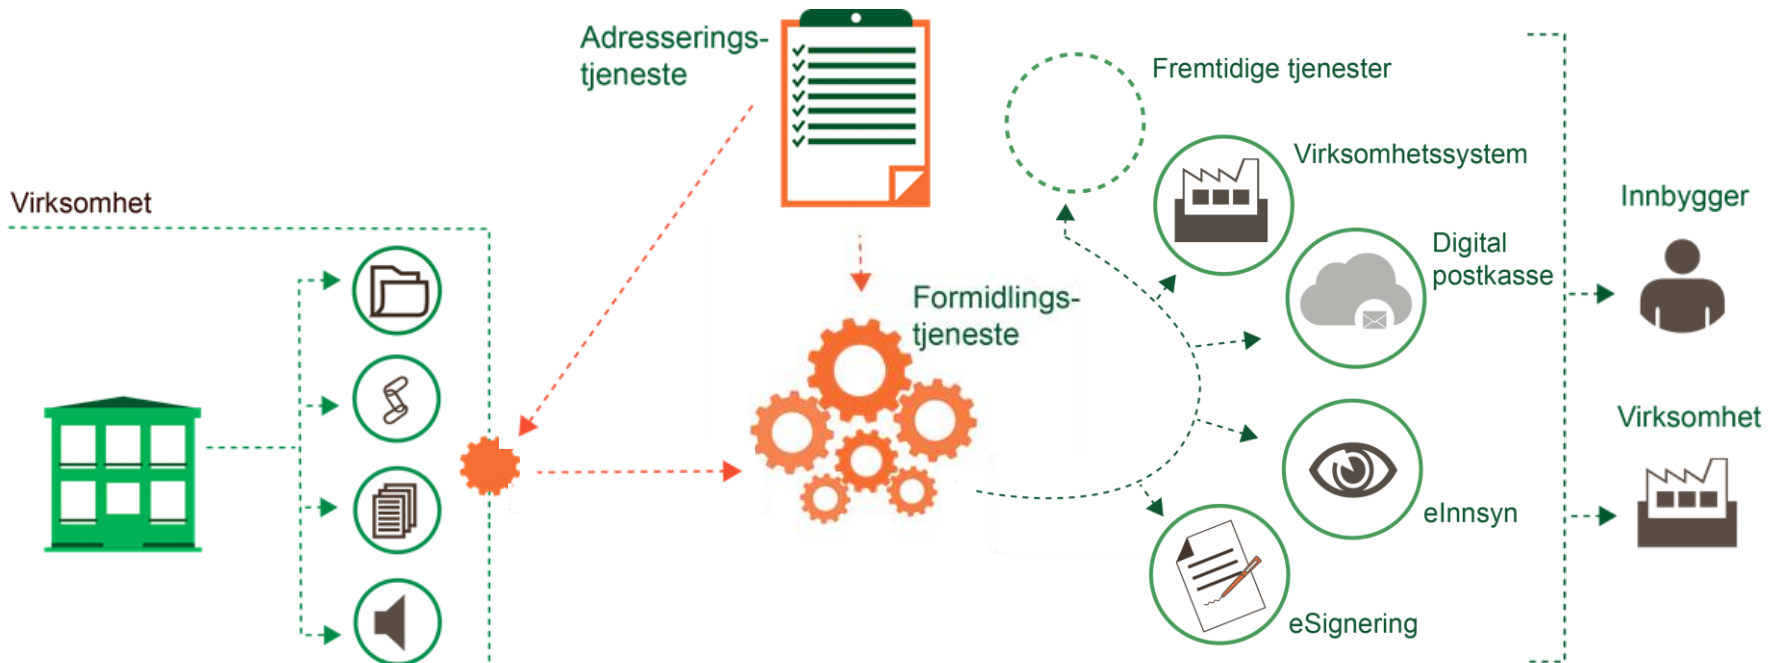 Adresserings-
tjeneste
Fremtidige tjenester
Virksomhetssystem
Virksomhet
Innbygger
Digital
postkasse
Formidlings-
tjeneste
Virksomhet
eInnsyn
eSignering